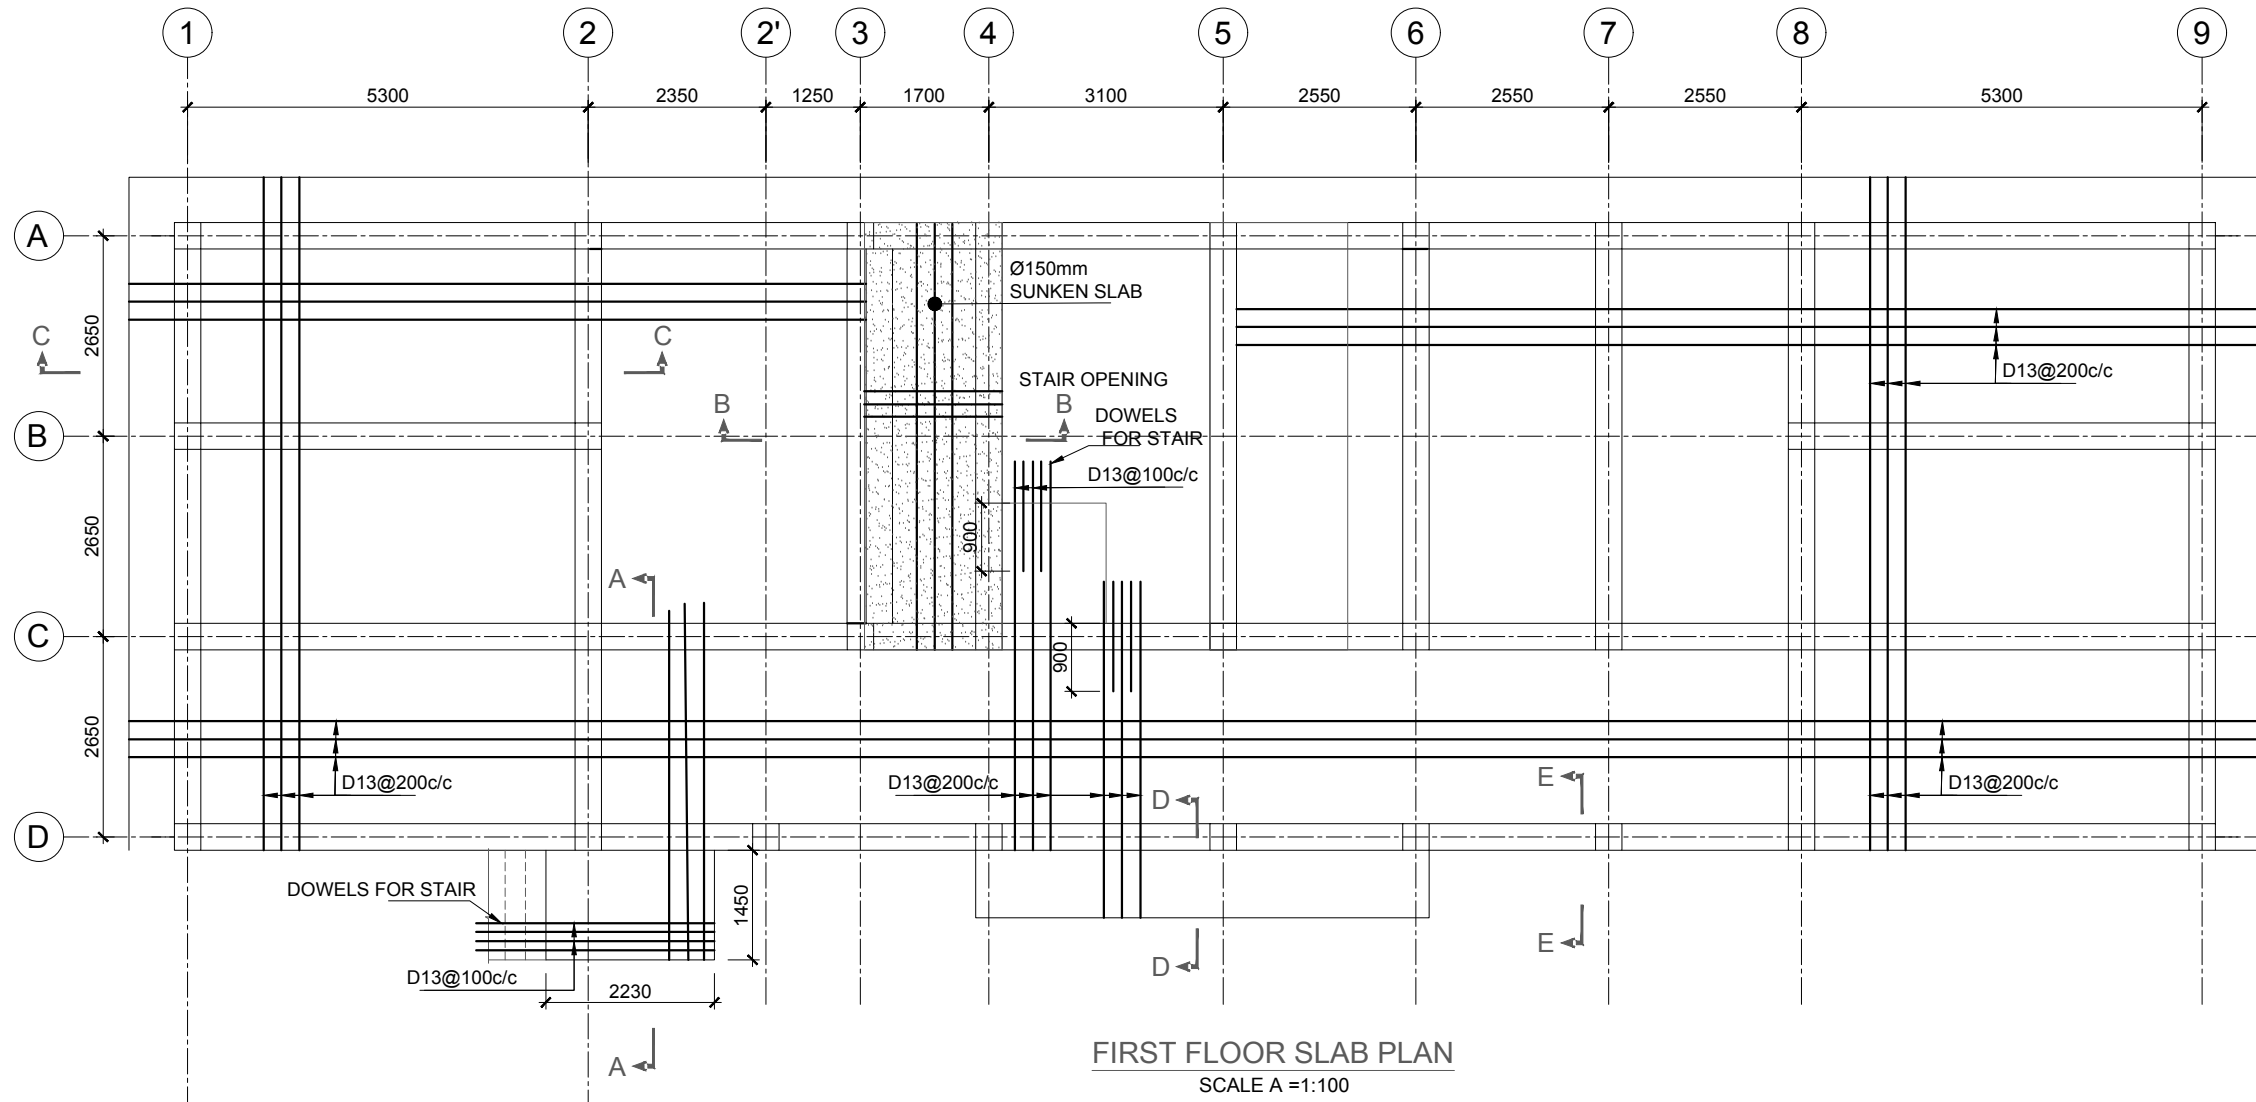 1
2
2'
3
4
5
6
7
8
9
5300
2350
1250
1700
3100
2550
2550
2550
5300
A
B
C
D
2650
2650
2650
C
C
Ø150mm
SUNKEN SLAB
STAIR OPENING
B
B
DOWELS
FOR STAIR
D13@100c/c
D13@200c/c
900
900
A
D13@200c/c
D13@200c/c
D13@200c/c
D
E
DOWELS FOR STAIR
1450
D13@100c/c
2230
D
E
A
FIRST FLOOR SLAB PLAN
SCALE A =1:100